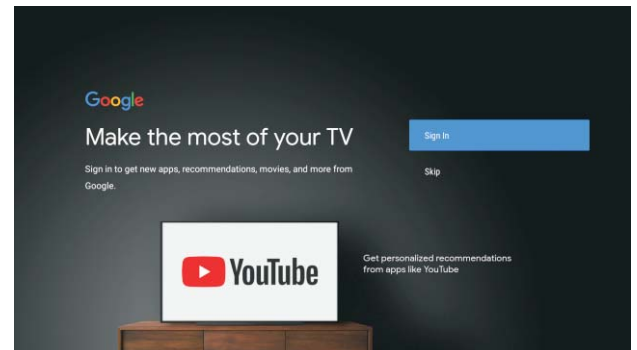 Google
Make the most of your TV
Sign in to get new apps, recommendations, movies, and more from
Google.
Sign In
Skip
YouTube
Get personalized recommendations
from apps like YouTube